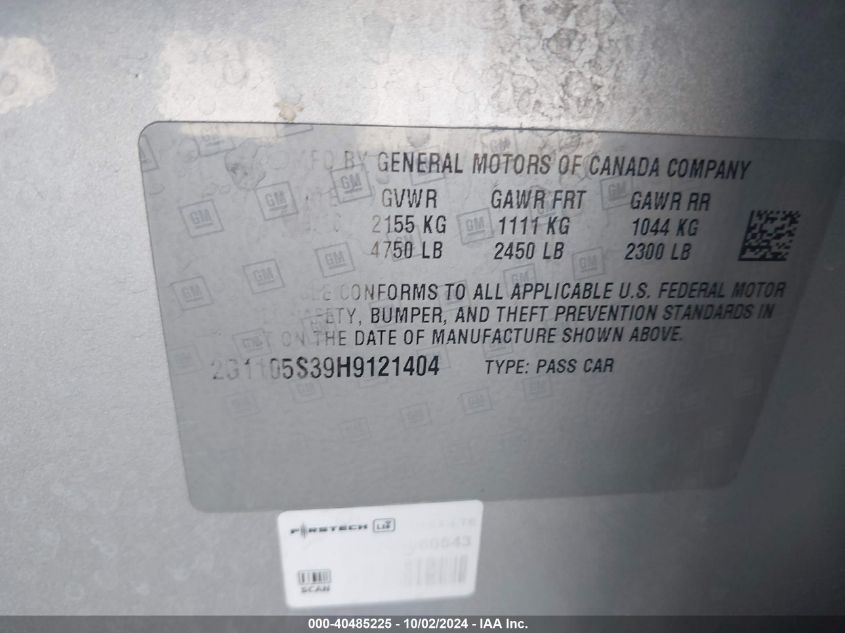 MFD BY GENERAL MOTORS OF CANADA COMPANY
GVWR GAWR FRT GAWR RR
2155 KG 1111 KG 1044 KG
4750 LB 2450 LB 2300 LB
CONFORMS TO ALL APPLICABLE U.S. FEDERAL MOTOR
BUMPER, AND THEFT PREVENTION STANDARDS IN
ON THE DATE OF MANUFACTURE SHOWN ABOVE.
2G1105S39H9121404 TYPE: PASS CAR
FIRSTECH
SCAN
000-40485225 - 10/02/2024 - IAA Inc.